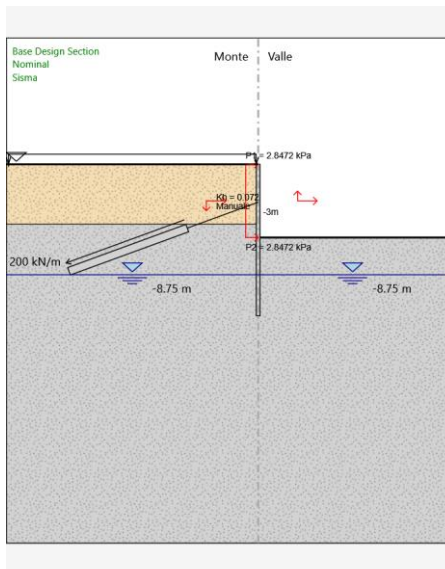 Base Design Section
Nominal
Sisma
Monte
Valle
P1 = 2.8472 kPa
Kh = 0.072
Manuale
-3m
P2 = 2.8472 kPa
200 kN/m
-8.75 m
-8.75 m